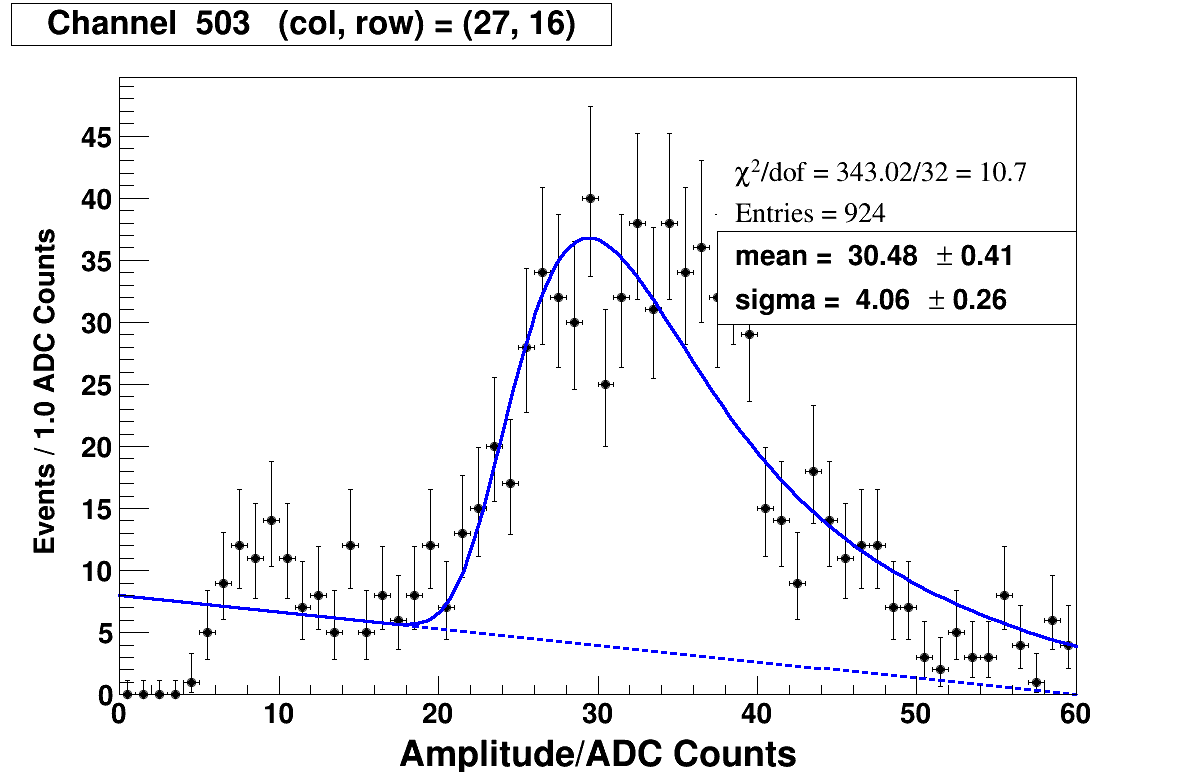 Channel 503 (col, row) = (27, 16)
χ²/dof = 343.02/32 = 10.7
Entries = 924
mean = 30.48 ± 0.41
sigma = 4.06 ± 0.26
Events / 1.0 ADC Counts
45
40
35
30
25
20
15
10
5
0
0 10 20 30 40 50 60
Amplitude/ADC Counts